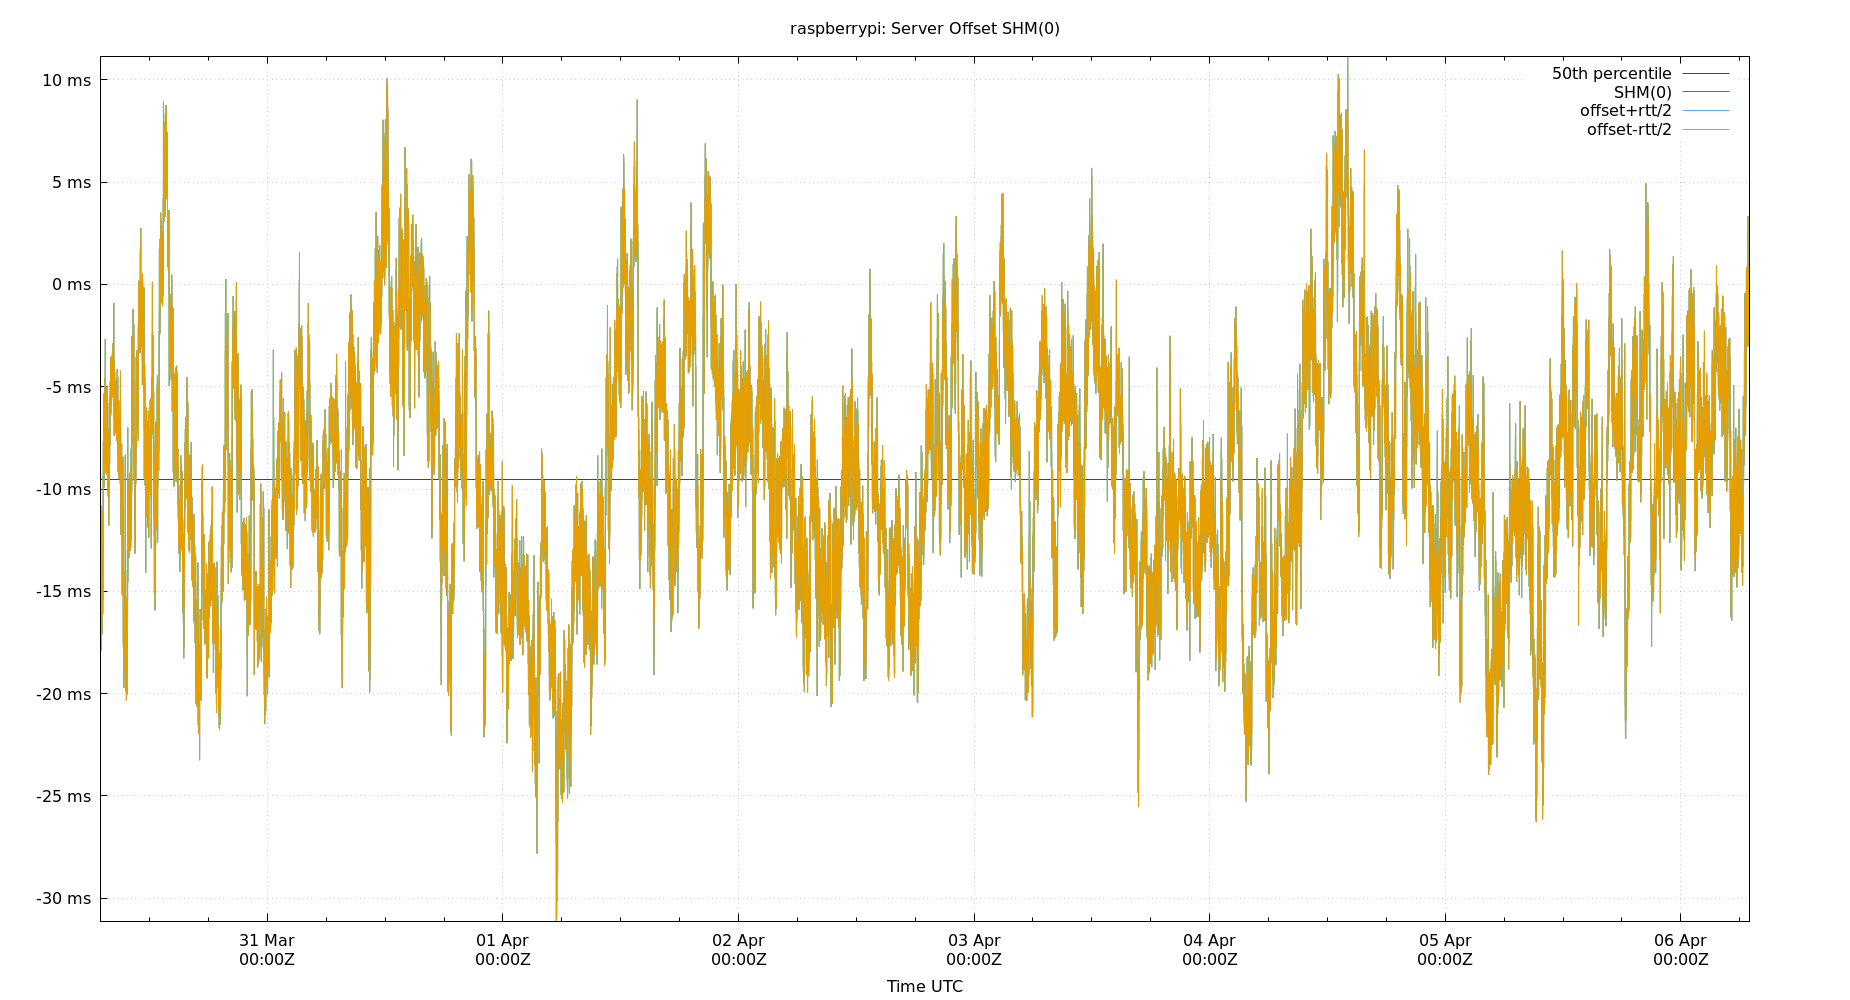 raspberrypi: Server Offset SHM(0)
50th percentile
SHM(0)
offset+rtt/2
offset-rtt/2
10 ms
5 ms
0 ms
-5 ms
-10 ms
-15 ms
-20 ms
-25 ms
-30 ms
31 Mar 01 Apr 02 Apr 03 Apr 04 Apr 05 Apr 06 Apr
00:00Z 00:00Z 00:00Z 00:00Z 00:00Z 00:00Z 00:00Z
Time UTC